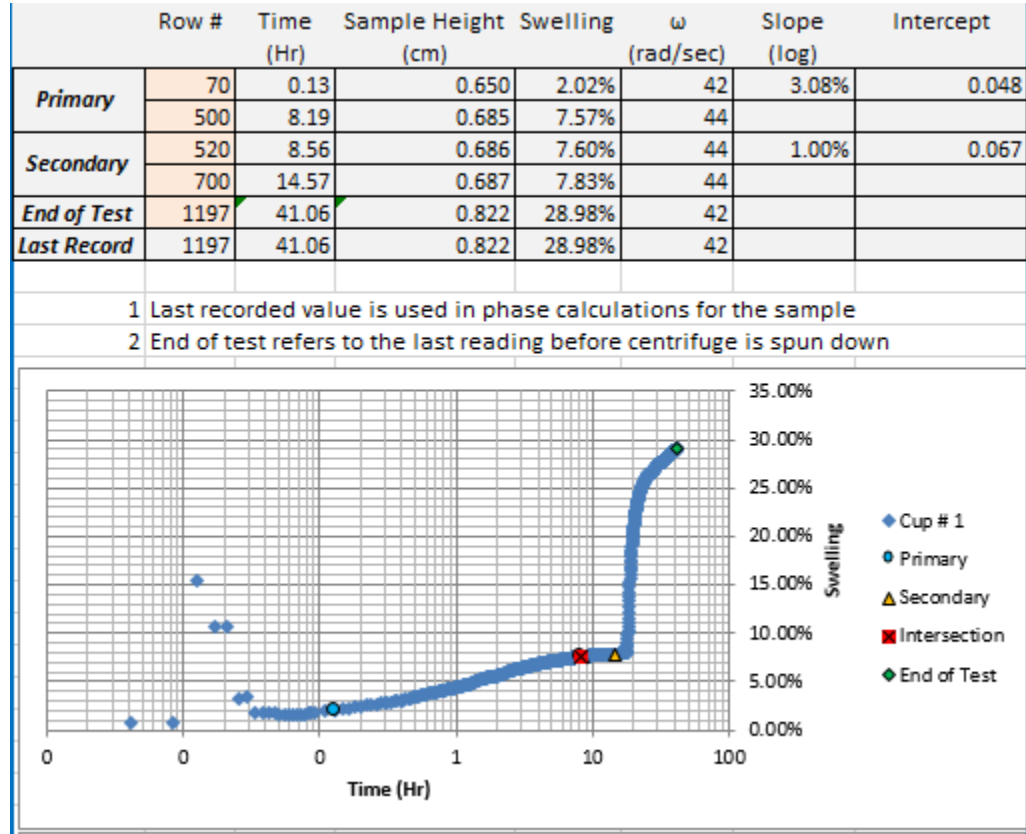 Row # Time Sample Height Swelling ω Slope Intercept
(Hr) (cm) (rad/sec) (log)
Primary 70 0.13 0.650 2.02% 42 3.08% 0.048
500 8.19 0.685 7.57% 44
Secondary 520 8.56 0.686 7.60% 44 1.00% 0.067
700 14.57 0.687 7.83% 44
End of Test 1197 41.06 0.822 28.98% 42
Last Record 1197 41.06 0.822 28.98% 42
1 Last recorded value is used in phase calculations for the sample
2 End of test refers to the last reading before centrifuge is spun down
35.00%
30.00%
25.00%
20.00%
15.00%
10.00%
5.00%
0.00%
Swelling
Cup # 1
Primary
Secondary
Intersection
End of Test
0 0 0 1 10 100
Time (Hr)